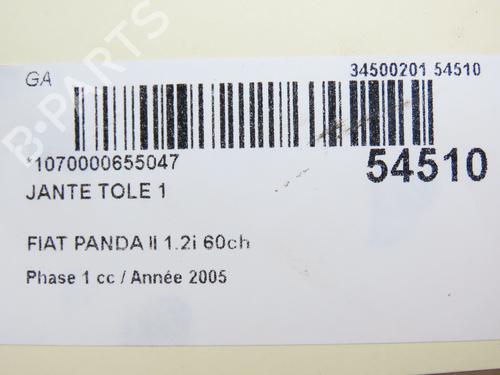 GA
34500201 54510
*1070000655047
54510
JANTE TOLE 1
FIAT PANDA II 1.2i 60ch
Phase 1 cc / Année 2005
B-PARTS